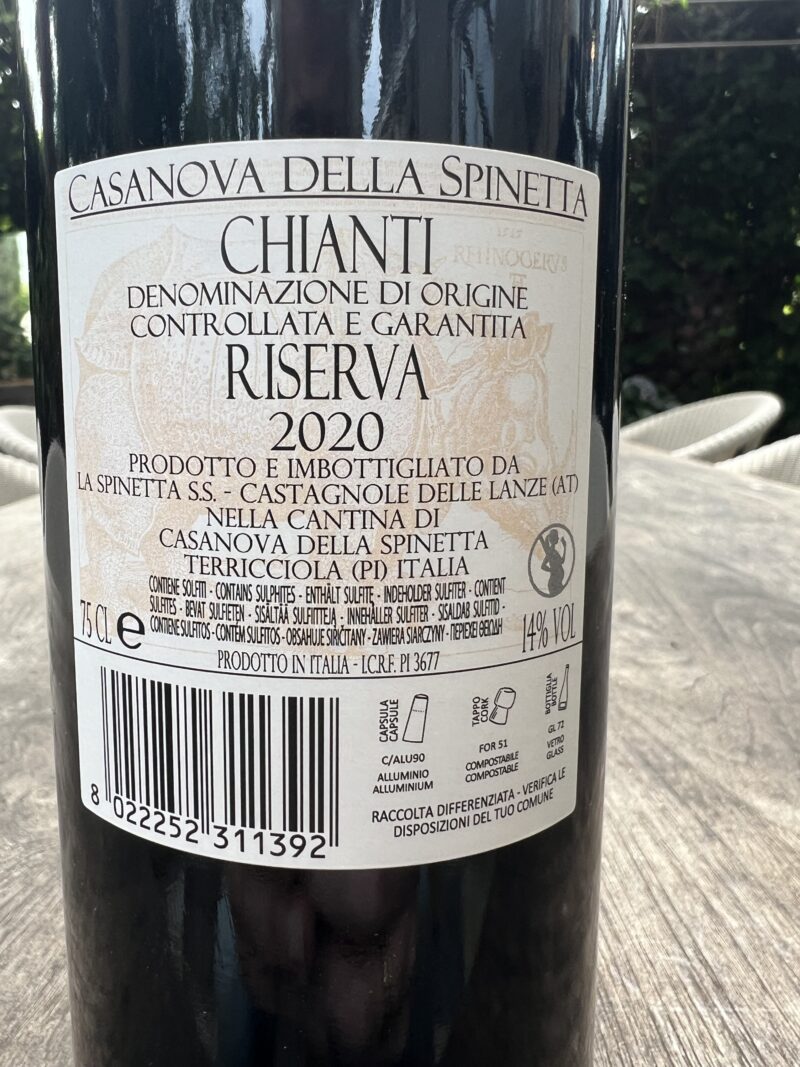 CASANOVA DELLA SPINETTA
CHIANTI
1515
RHINOCERVS
DENOMINAZIONE DI ORIGINE
CONTROLLATA E GARANTITA
RISERVA
2020
PRODOTTO E IMBOTTIGLIATO DA
LA SPINETTA S.S. - CASTAGNOLE DELLE LANZE (AT)
NELLA CANTINA DI
CASANOVA DELLA SPINETTA
TERRICCIOLA (PI) ITALIA
CONTIENE SOLFITI - CONTAINS SULPHITES - ENTHÄLT SULFITE - INDEHOLDER SULFITER - CONTIENT
SULFITES - BEVAT SULFIETEN - SISÄLTÄÄ SULFIITTEJA - INNEHÅLLER SULFITER - SISALDAB SULFITID -
CONTIENE SULFITOS - CONTÉM SULFITOS - OBSAHUJE SIŘIČITANY - ZAWIERA SIARCZYNY - ΠΕΡΙΕΧΕΙ ΘΕΙΩΔΗ
75 CL e
14% VOL
PRODOTTO IN ITALIA - I.C.R.F. PI 3677
CAPSULA
CAPSULE
C/ALU90
ALLUMINIO
ALLUMINIUM
TAPPO
CORK
FOR 51
COMPOSTABILE
COMPOSTABLE
BOTTIGLIA
BOTTLE
GL 72
VETRO
GLASS
RACCOLTA DIFFERENZIATA - VERIFICA LE
DISPOSIZIONI DEL TUO COMUNE
8 022252 311392